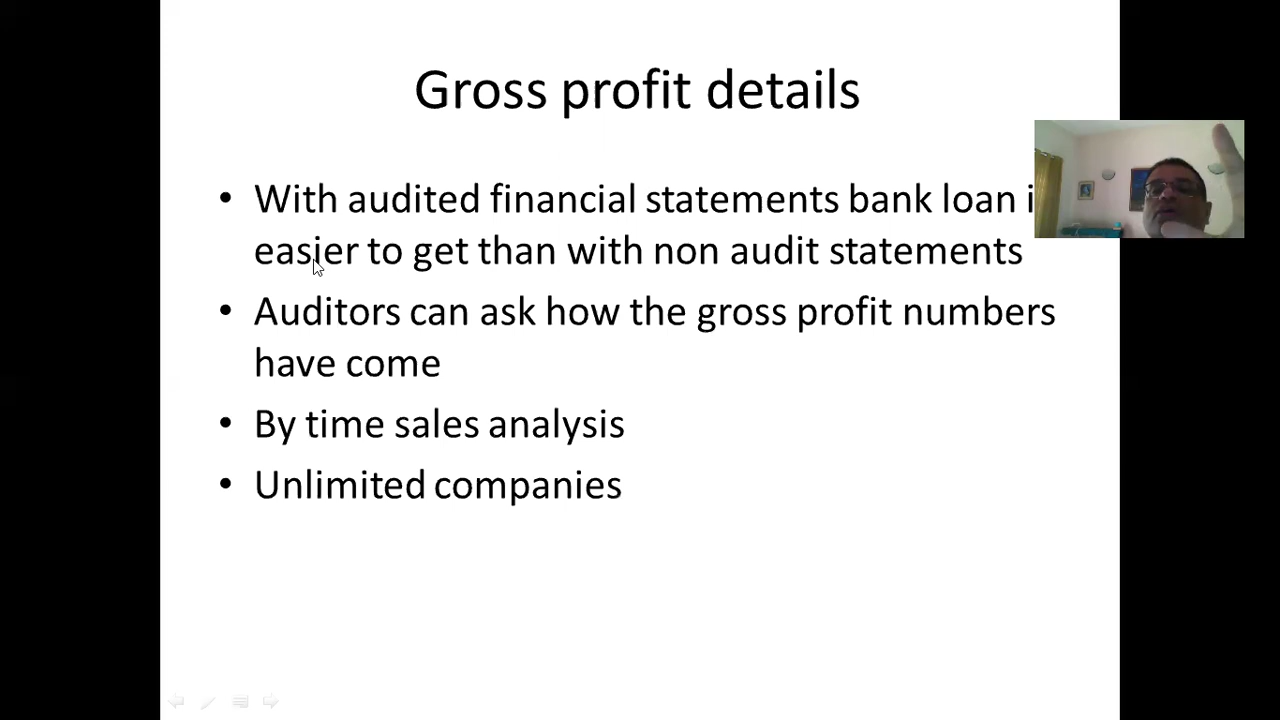 Gross profit details
• With audited financial statements bank loan
easier to get than with non audit statements
• Auditors can ask how the gross profit numbers
have come
• By time sales analysis
• Unlimited companies